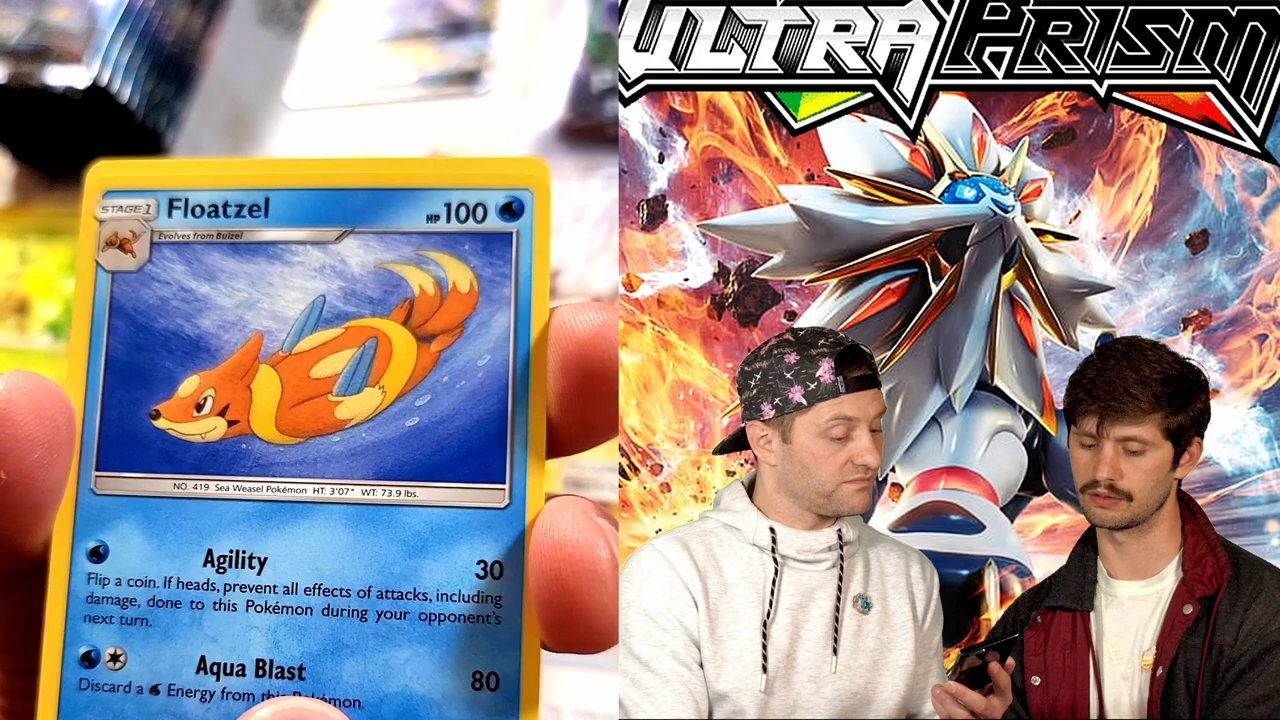 STAGE 1 Floatzel HP 100
Evolves from Buizel
NO. 419 Sea Weasel Pokémon HT: 3'07" WT: 73.9 lbs.
Agility 30
Flip a coin. If heads, prevent all effects of attacks, including
damage, done to this Pokémon during your opponent's
next turn.
Aqua Blast 80
Discard a Energy from this Pokémon.
ULTRA PRISM